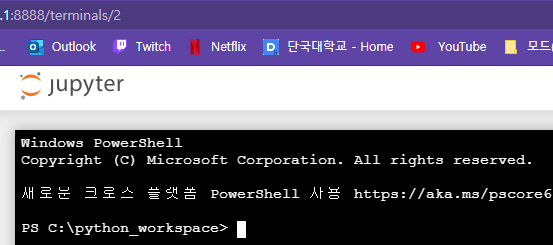 .1:8888/terminals/2
Outlook Twitch Netflix 단국대학교 - Home YouTube 모드
jupyter
Windows PowerShell
Copyright (C) Microsoft Corporation. All rights reserved.
새로운 크로스 플랫폼 PowerShell 사용 https://aka.ms/pscore6
PS C:\python_workspace>